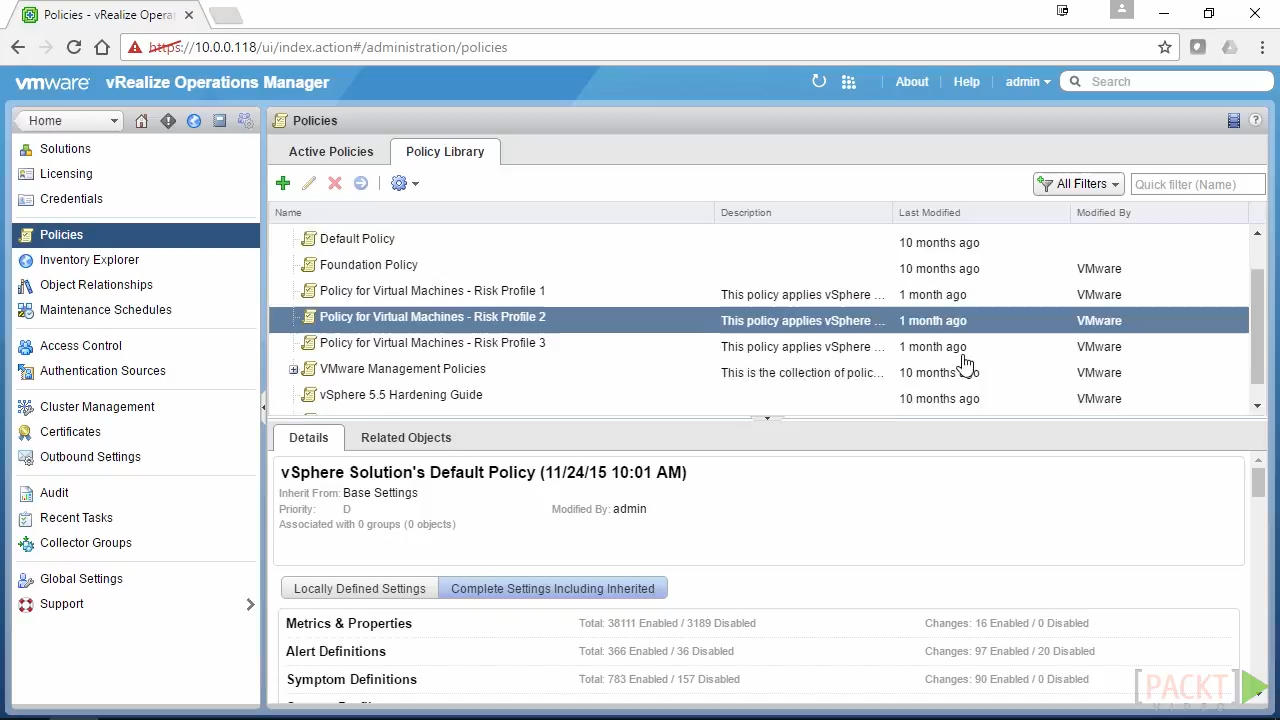 Policies - vRealize Opera
https://10.0.0.118/ui/index.action#/administration/policies
vmware vRealize Operations Manager About Help admin Search
Home Policies
Solutions
Licensing
Credentials
Policies
Inventory Explorer
Object Relationships
Maintenance Schedules
Access Control
Authentication Sources
Cluster Management
Certificates
Outbound Settings
Audit
Recent Tasks
Collector Groups
Global Settings
Support
Active Policies Policy Library
All Filters Quick filter (Name)
Name Description Last Modified Modified By
Default Policy 10 months ago
Foundation Policy 10 months ago VMware
Policy for Virtual Machines - Risk Profile 1 This policy applies vSphere ... 1 month ago VMware
Policy for Virtual Machines - Risk Profile 2 This policy applies vSphere ... 1 month ago VMware
Policy for Virtual Machines - Risk Profile 3 This policy applies vSphere ... 1 month ago VMware
VMware Management Policies This is the collection of polic... 10 months ago VMware
vSphere 5.5 Hardening Guide 10 months ago VMware
Details Related Objects
vSphere Solution's Default Policy (11/24/15 10:01 AM)
Inherit From: Base Settings
Priority: D Modified By: admin
Associated with 0 groups (0 objects)
Locally Defined Settings Complete Settings Including Inherited
Metrics & Properties Total: 38111 Enabled / 3189 Disabled Changes: 16 Enabled / 0 Disabled
Alert Definitions Total: 366 Enabled / 36 Disabled Changes: 97 Enabled / 20 Disabled
Symptom Definitions Total: 783 Enabled / 157 Disabled Changes: 90 Enabled / 0 Disabled
[PACKT]
VIDEO